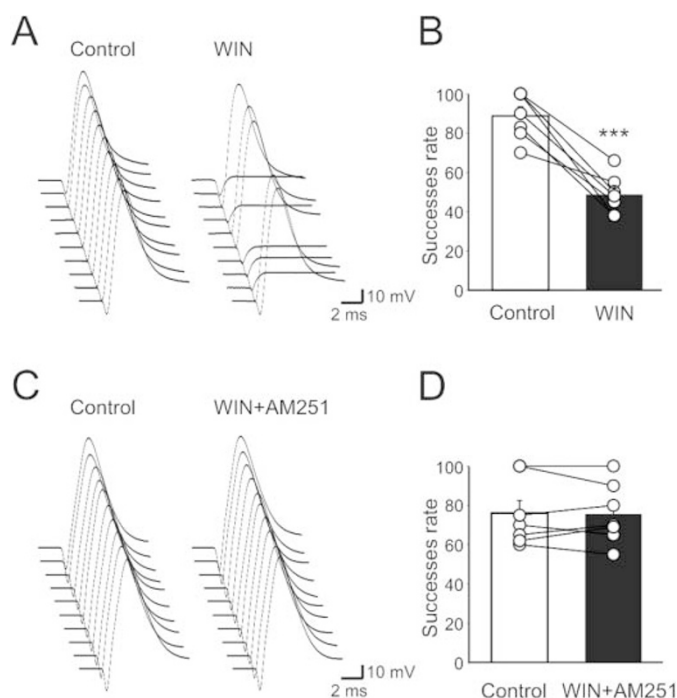 A
Control WIN
10 mV
2 ms
B
Successes rate
100
80
60
40
20
0
***
Control WIN
C
Control WIN+AM251
10 mV
2 ms
D
Successes rate
100
80
60
40
20
0
Control WIN+AM251